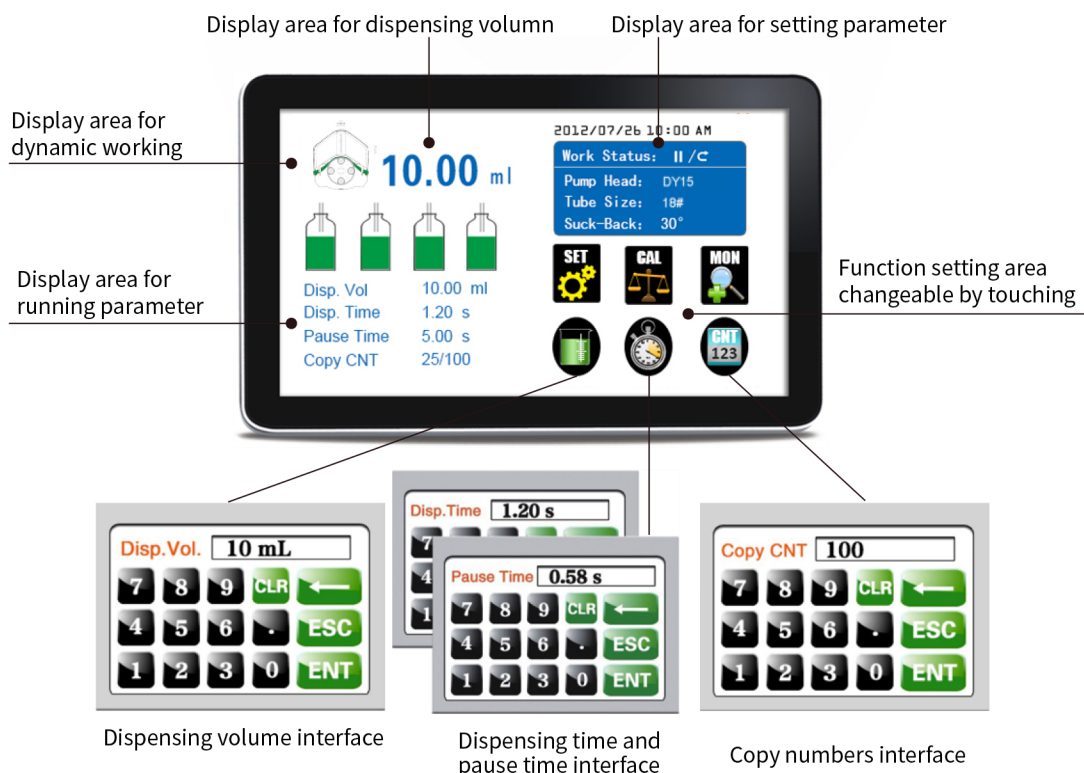 Display area for dispensing volumn
Display area for setting parameter
Display area for
dynamic working
2012/07/26 10:00 AM
10.00 ml
Work Status: II /
Pump Head: DY15
Tube Size: 18#
Suck-Back: 30°
SET
CAL
MON
Display area for
running parameter
Function setting area
changeable by touching
Disp. Vol 10.00 ml
Disp. Time 1.20 s
Pause Time 5.00 s
Copy CNT 25/100
CNT
123
Disp.Vol. 10 mL
7 8 9 CLR ←
4 5 6 . ESC
1 2 3 0 ENT
Disp.Time 1.20 s
7
4
1
Pause Time 0.58 s
7 8 9 CLR ←
4 5 6 . ESC
1 2 3 0 ENT
Copy CNT 100
7 8 9 CLR ←
4 5 6 . ESC
1 2 3 0 ENT
Dispensing volume interface
Dispensing time and
pause time interface
Copy numbers interface